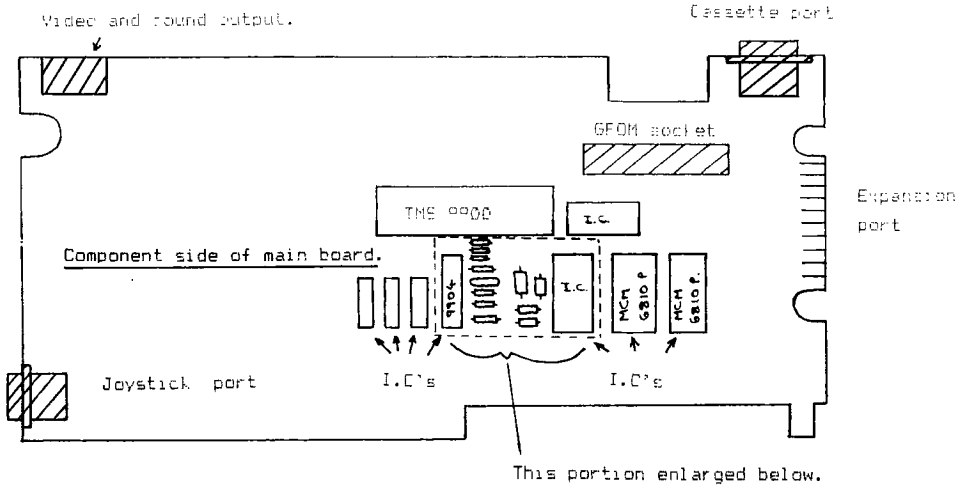 Video and sound output.
Cassette port
GROM socket
Expansion
port
TMS 9900
I.C.
Component side of main board.
9904
I.C.
MCM
6810 P.
MCM
6810 P.
Joystick port
I.C's
I.C's
This portion enlarged below.